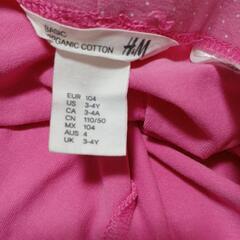 BASIC
ORGANIC COTTON H&M
EUR 104
US 3-4Y
CA 3-4A
CN 110/50
MX 104
AUS 4
UK 3-4Y